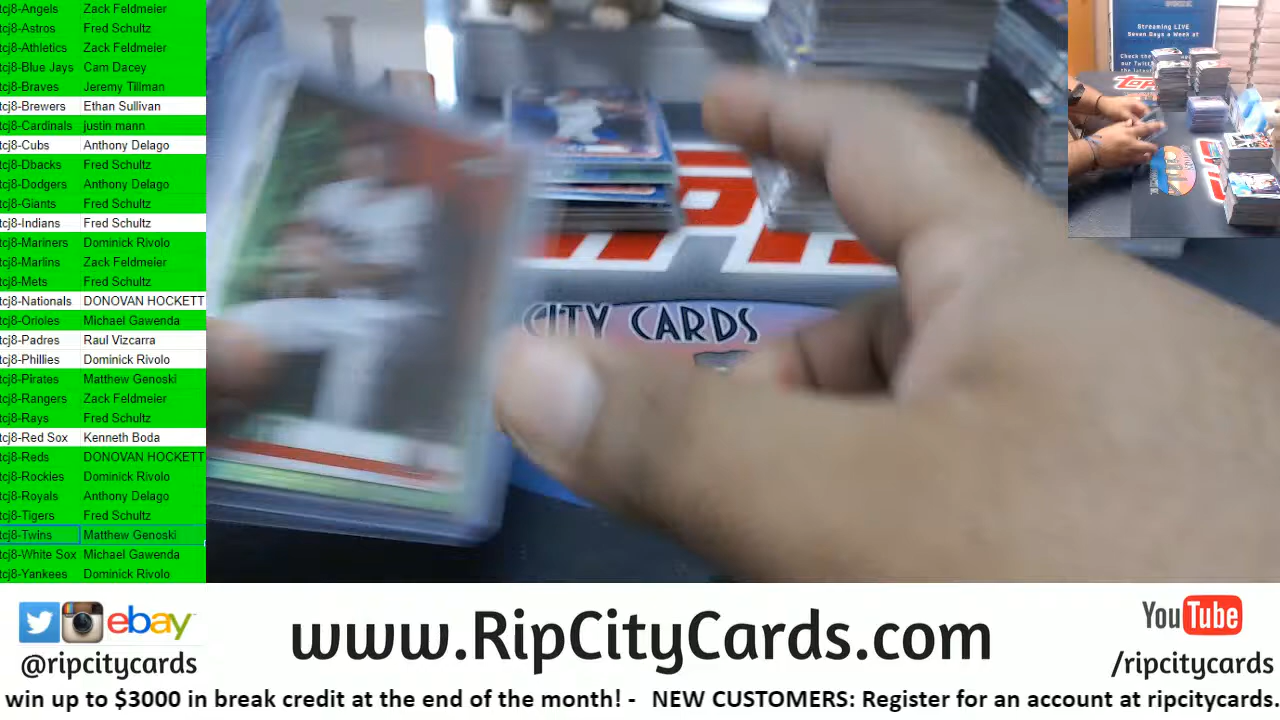 tcj8-Angels Zack Feldmeier
tcj8-Astros Fred Schultz
tcj8-Athletics Zack Feldmeier
tcj8-Blue Jays Cam Dacey
tcj8-Braves Jeremy Tillman
tcj8-Brewers Ethan Sullivan
tcj8-Cardinals justin mann
tcj8-Cubs Anthony Delago
tcj8-Dbacks Fred Schultz
tcj8-Dodgers Anthony Delago
tcj8-Giants Fred Schultz
tcj8-Indians Fred Schultz
tcj8-Mariners Dominick Rivolo
tcj8-Marlins Zack Feldmeier
tcj8-Mets Fred Schultz
tcj8-Nationals DONOVAN HOCKETT
tcj8-Orioles Michael Gawenda
tcj8-Padres Raul Vizcarra
tcj8-Phillies Dominick Rivolo
tcj8-Pirates Matthew Genoski
tcj8-Rangers Zack Feldmeier
tcj8-Rays Fred Schultz
tcj8-Red Sox Kenneth Boda
tcj8-Reds DONOVAN HOCKETT
tcj8-Rockies Dominick Rivolo
tcj8-Royals Anthony Delago
tcj8-Tigers Fred Schultz
tcj8-Twins Matthew Genoski
tcj8-White Sox Michael Gawenda
tcj8-Yankees Dominick Rivolo
CITY CARDS
Streaming LIVE
Seven Days a Week at
Check the
our Twit
ebay
@ripcitycards
www.RipCityCards.com
YouTube
/ripcitycards
win up to $3000 in break credit at the end of the month! - NEW CUSTOMERS: Register for an account at ripcitycards.